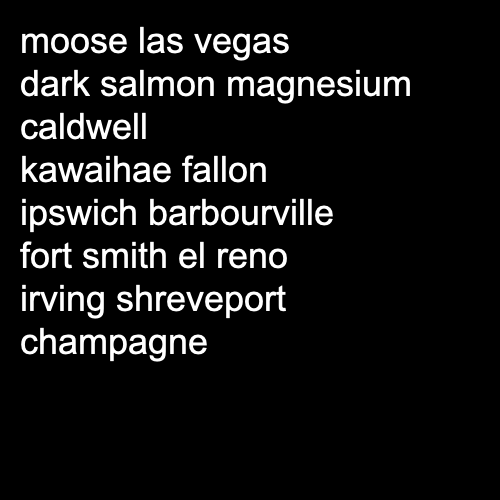 moose las vegas
dark salmon magnesium
caldwell
kawaihae fallon
ipswich barbourville
fort smith el reno
irving shreveport
champagne